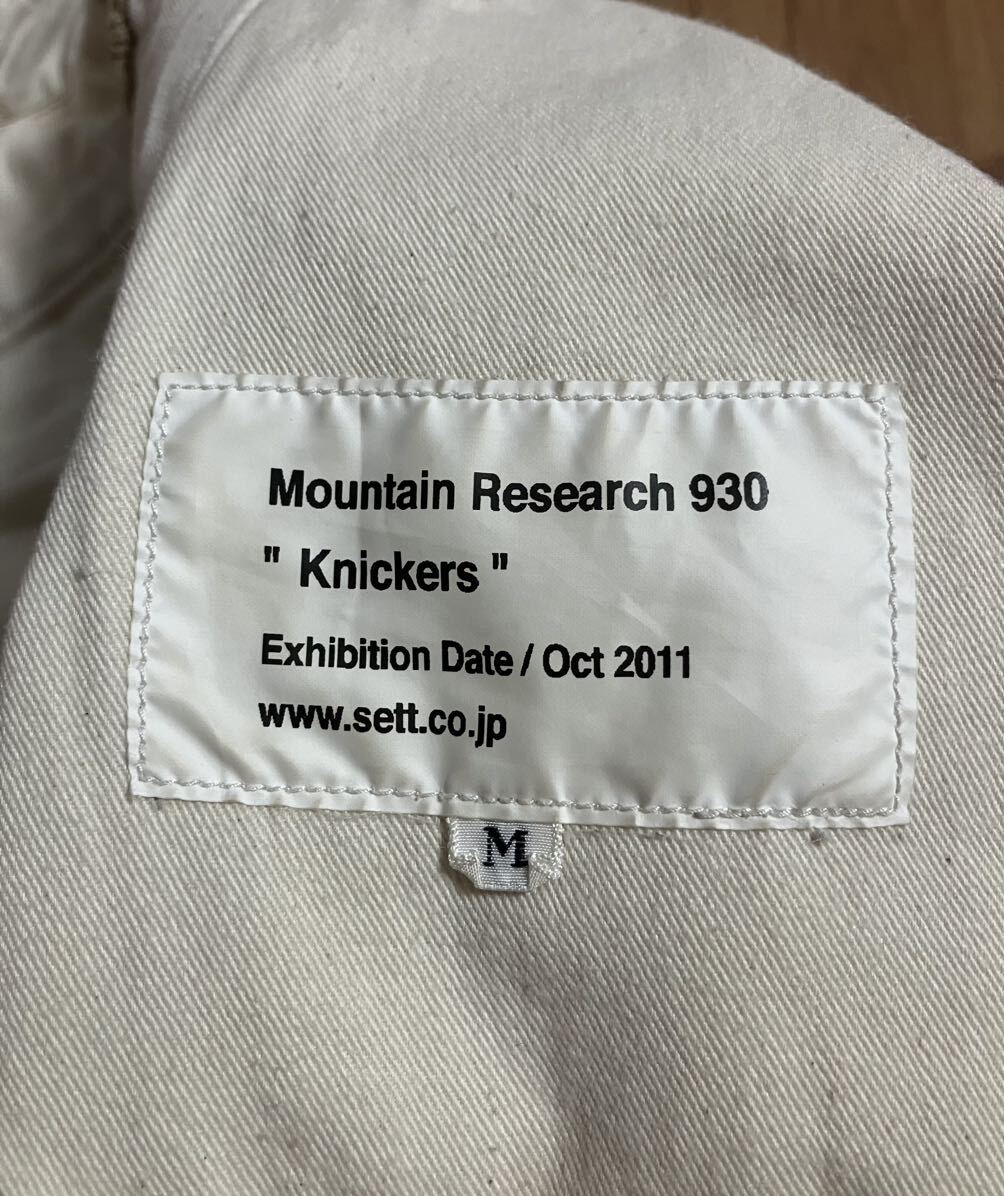 Mountain Research 930
" Knickers "
Exhibition Date / Oct 2011
www.sett.co.jp
M